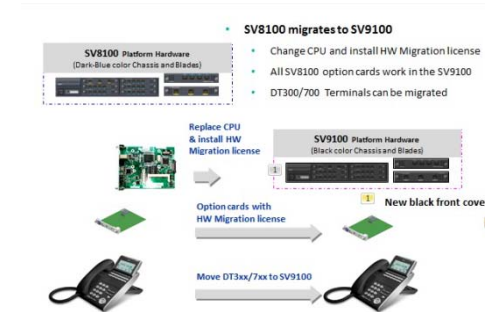 • SV8100 migrates to SV9100
• Change CPU and install HW Migration license
• All SV8100 option cards work in the SV9100
• DT300/700 Terminals can be migrated
SV8100 Platform Hardware
(Dark-Blue color Chassis and Blades)
Replace CPU
& install HW
Migration license
SV9100 Platform Hardware
(Black color Chassis and Blades)
1
1
New black front cove
Option cards with
HW Migration license
Move DT3xx/7xx to SV9100